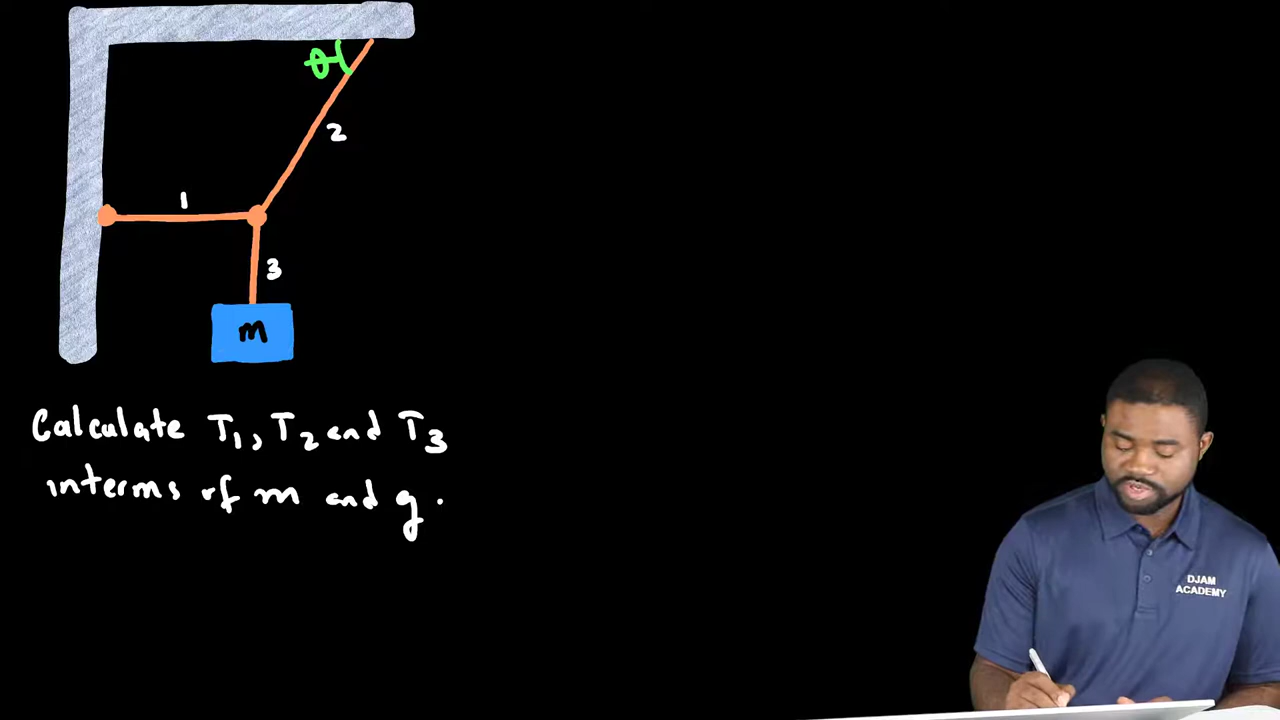 θ
2
1
3
m
Calculate T₁, T₂ and T₃
interms of m and g.
DJAM
ACADEMY